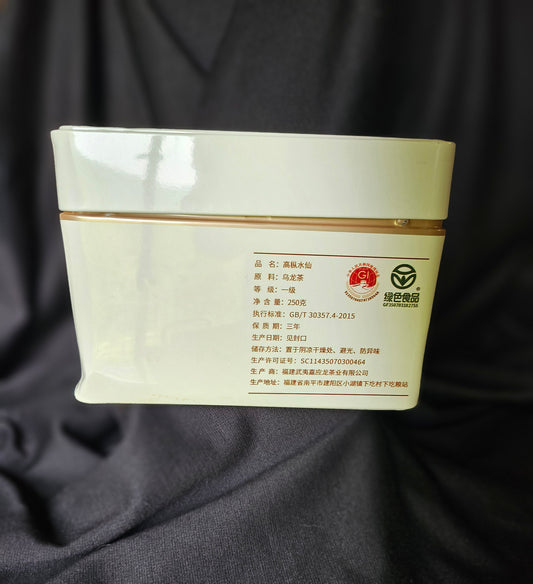 品 名：高枞水仙
原 料：乌龙茶
等 级：一级
净 含 量：250克
执行标准：GB/T 30357.4-2015
保 质 期：三年
生产日期：见封口
储存方法：置于阴凉干燥处、避光、防异味
生产许可证号：SC11435070300464
生 产 商：福建武夷嘉应龙茶业有限公司
生产地址：福建省南平市建阳区小湖镇下圪村下圪粮站
GI
绿色食品
®